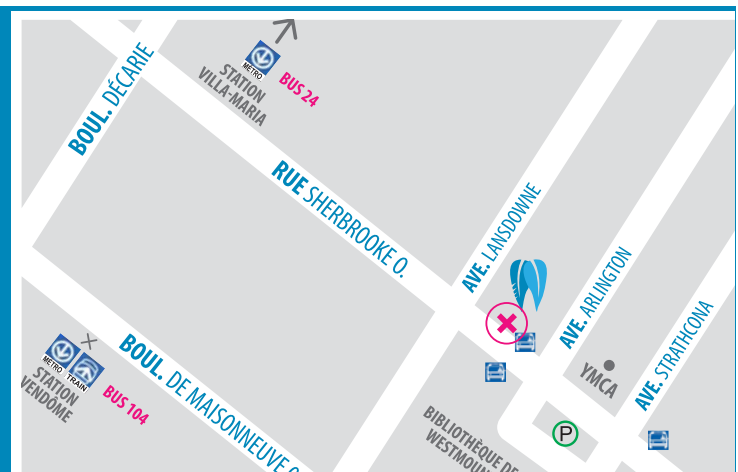 BOUL. DÉCARIE
METRO
STATION
VILLA-MARIA
BUS 24
RUE SHERBROOKE O.
AVE. LANSDOWNE
AVE. ARLINGTON
AVE. STRATHCONA
YMCA
METRO
TRAIN
STATION
VENDÔME
BUS 104
BOUL. DE MAISONNEUVE
BIBLIOTHÈQUE DE
P